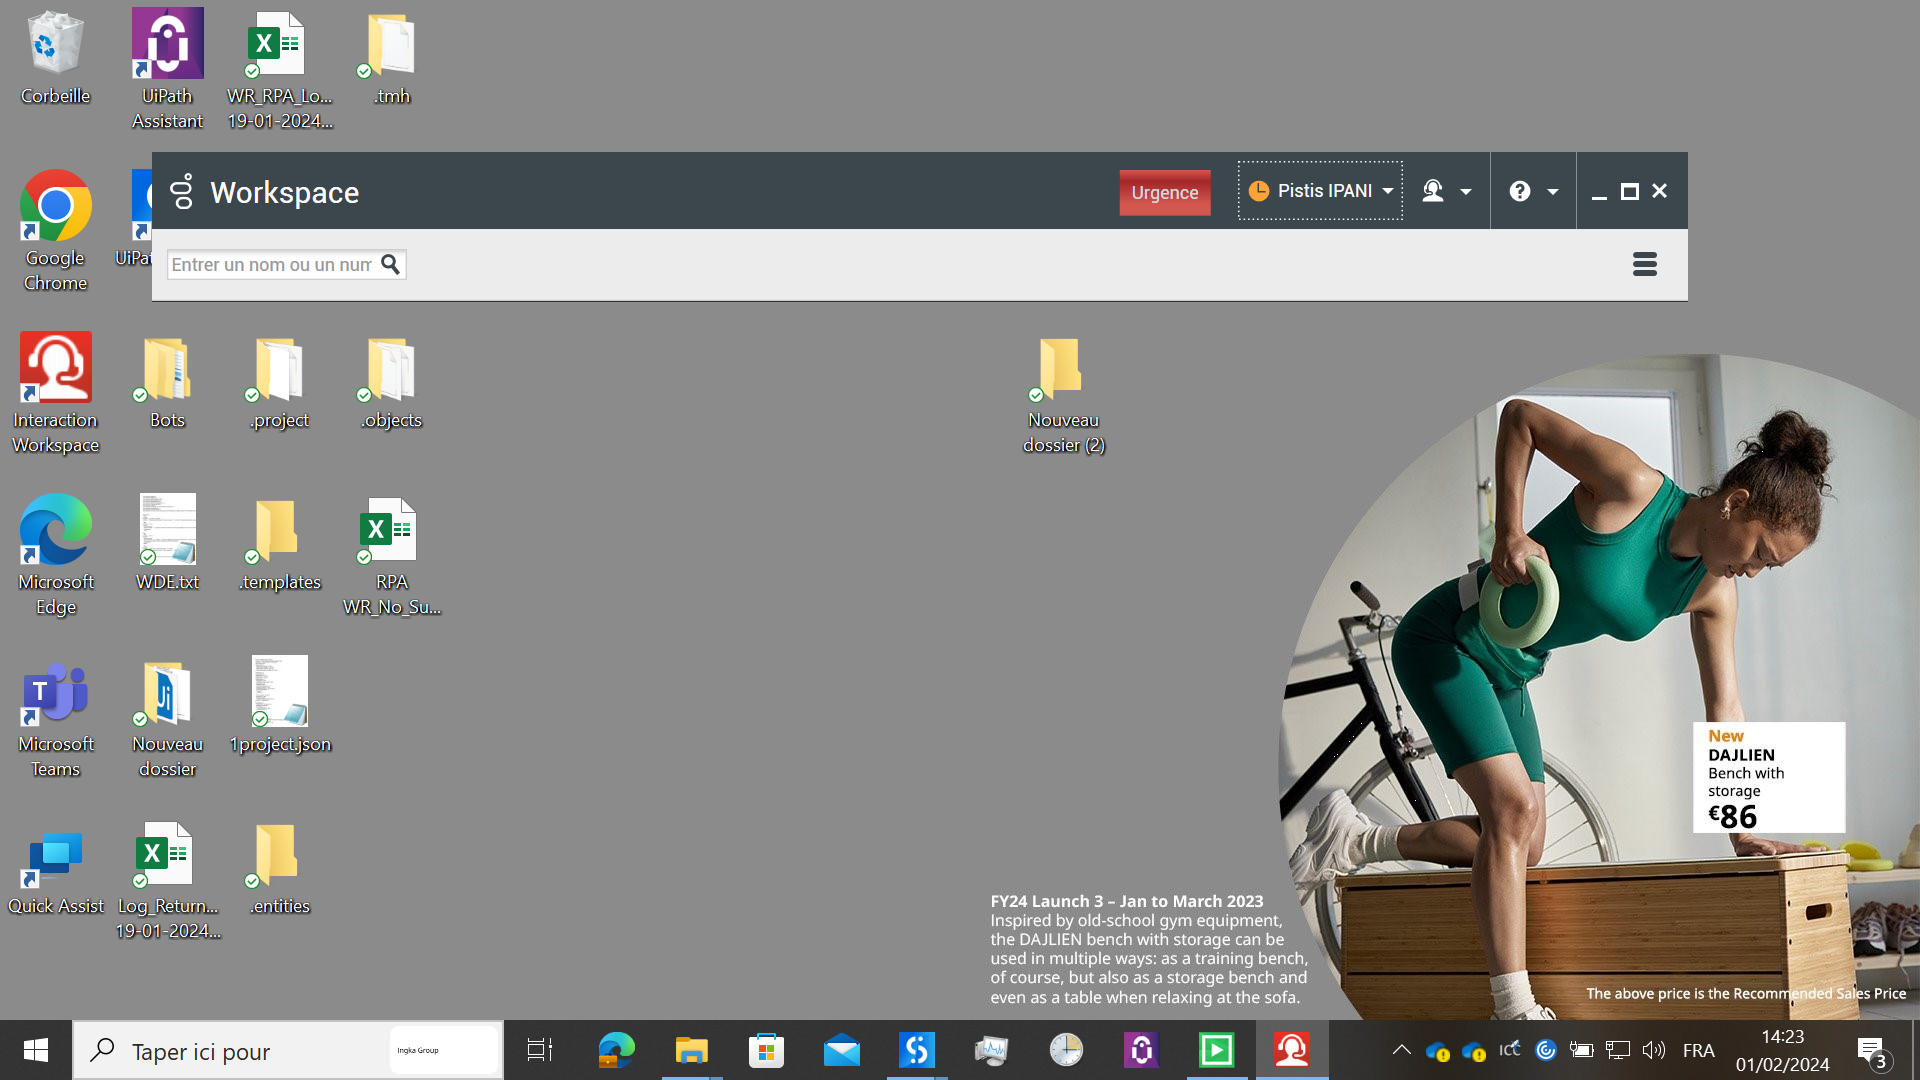 Corbeille
UiPath
Assistant
WR_RPA_Lo...
19-01-2024...
.tmh
Google
Chrome
Workspace
Urgence
Pistis IPANI
Entrer un nom ou un num
Interaction
Workspace
Bots
.project
.objects
Nouveau
dossier (2)
Microsoft
Edge
WDE.txt
.templates
RPA
WR_No_Su...
Microsoft
Teams
Nouveau
dossier
1project.json
Quick Assist
Log_Return...
19-01-2024...
.entities
New
DAJLIEN
Bench with
storage
€86
FY24 Launch 3 – Jan to March 2023
Inspired by old-school gym equipment,
the DAJLIEN bench with storage can be
used in multiple ways: as a training bench,
of course, but also as a storage bench and
even as a table when relaxing at the sofa.
The above price is the Recommended Sales Price
Taper ici pour
Ingka Group
ICC
FRA
14:23
01/02/2024
3